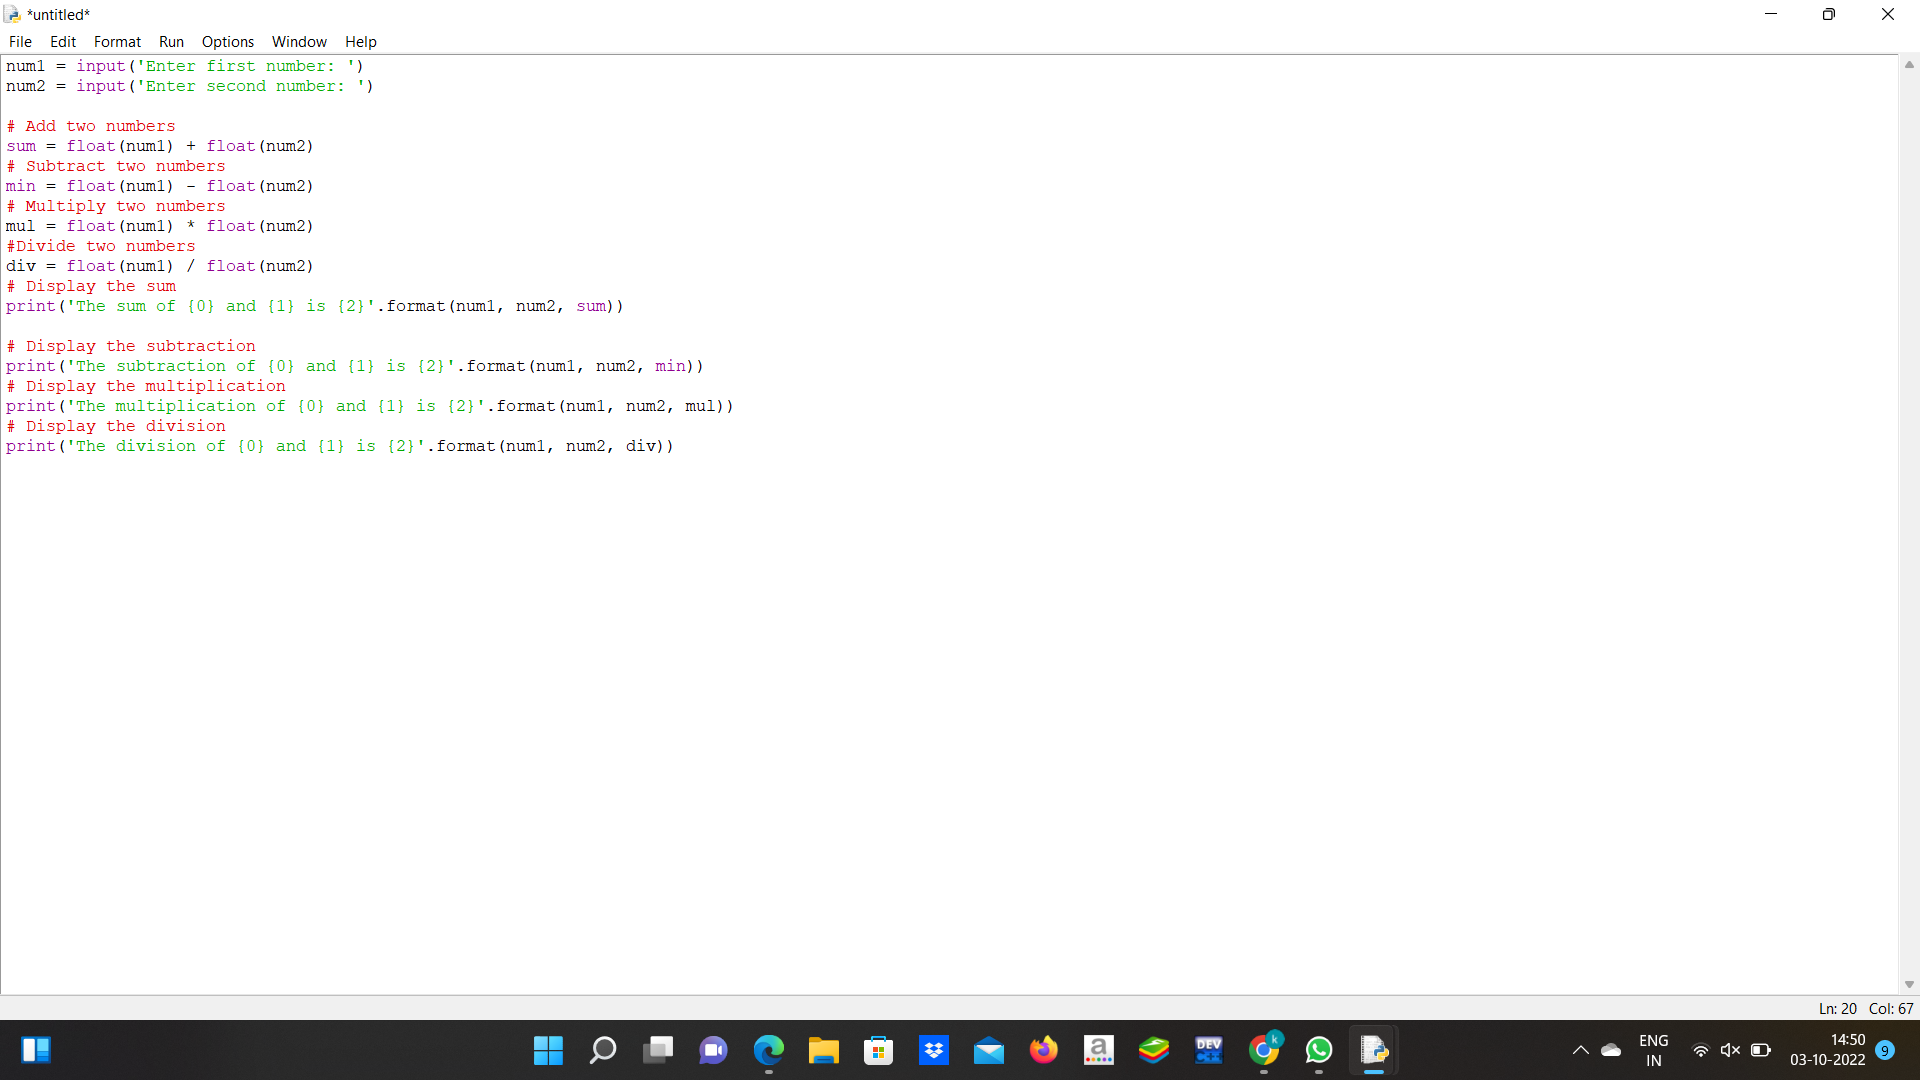 *untitled*
File Edit Format Run Options Window Help
num1 = input('Enter first number: ')
num2 = input('Enter second number: ')
# Add two numbers
sum = float(num1) + float(num2)
# Subtract two numbers
min = float(num1) - float(num2)
# Multiply two numbers
mul = float(num1) * float(num2)
#Divide two numbers
div = float(num1) / float(num2)
# Display the sum
print('The sum of {0} and {1} is {2}'.format(num1, num2, sum))
# Display the subtraction
print('The subtraction of {0} and {1} is {2}'.format(num1, num2, min))
# Display the multiplication
print('The multiplication of {0} and {1} is {2}'.format(num1, num2, mul))
# Display the division
print('The division of {0} and {1} is {2}'.format(num1, num2, div))
Ln: 20 Col: 67
a
DEV
C++
k
ENG
IN
14:50
03-10-2022
9